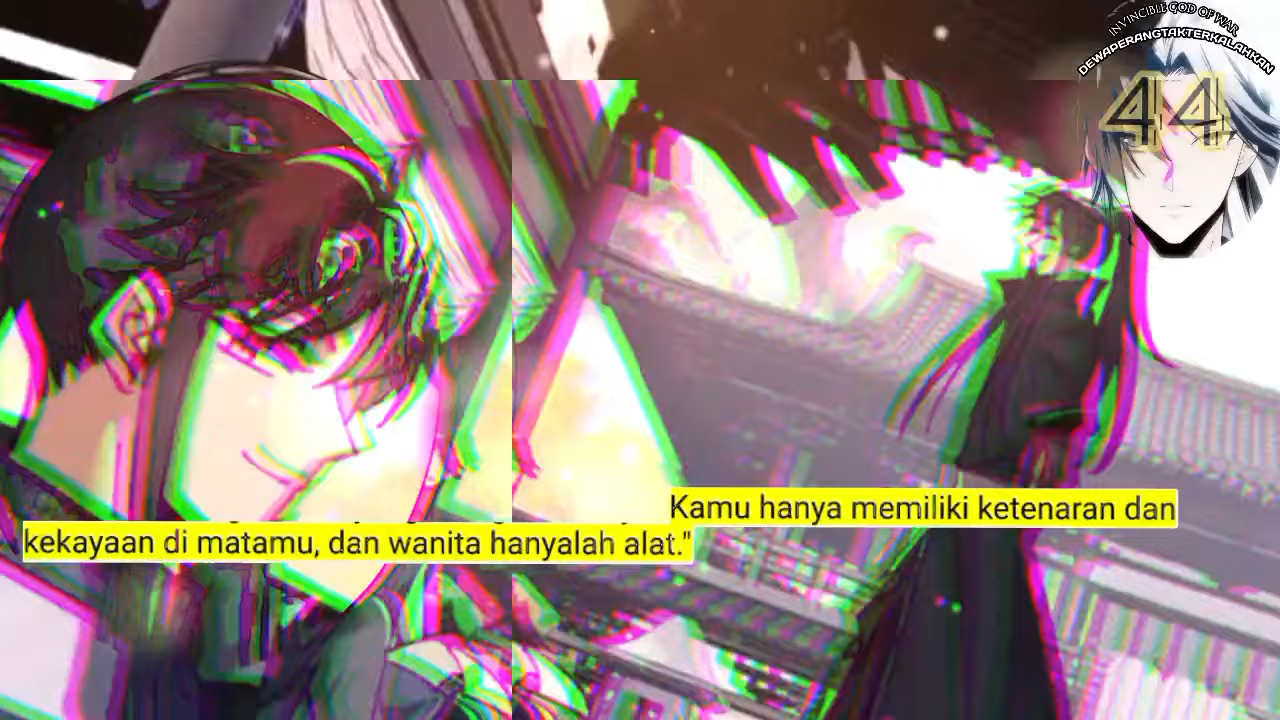 INVINCIBLE GOD OF WAR
DEWAPERANGTAKTERKALAHKAN
44
Kamu hanya memiliki ketenaran dan
kekayaan di matamu, dan wanita hanyalah alat."